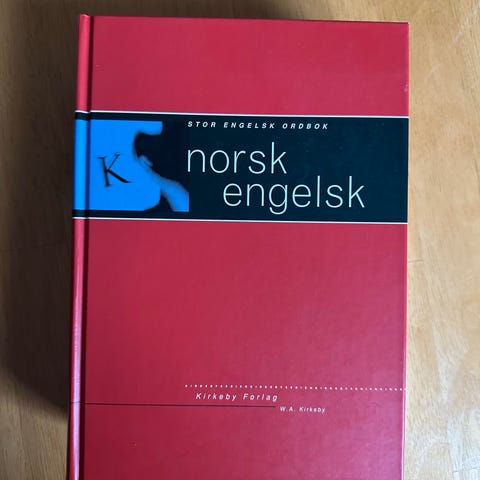 STOR ENGELSK ORDBOK
K
norsk
engelsk
Kirkeby Forlag
W.A. Kirkeby